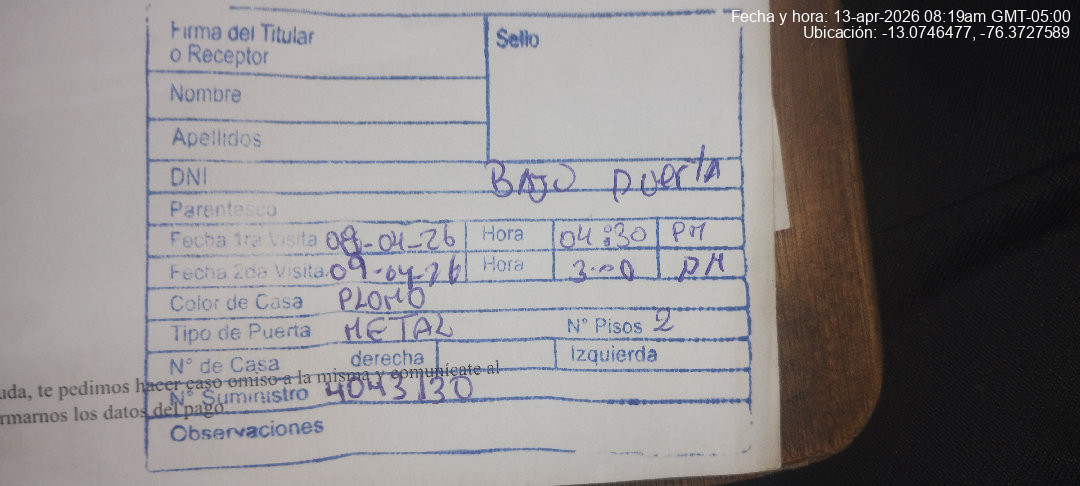 Fecha y hora: 13-apr-2026 08:19am GMT-05:00
Ubicación: -13.0746477, -76.3727589
Firma del Titular
o Receptor
Sello
Nombre
Apellidos
DNI
BAJO PUERTA
Parentesco
Fecha 1ra Visita 08-04-26 Hora 04:30 PM
Fecha 2da Visita 09-04-26 Hora 3:00 PM
Color de Casa PLOMO
Tipo de Puerta METAL N° Pisos 2
N° de Casa derecha Izquierda
uda, te pedimos hacer caso omiso a la misma y comunícate al
N° Suministro 4043130
rmarnos los datos del pago.
Observaciones